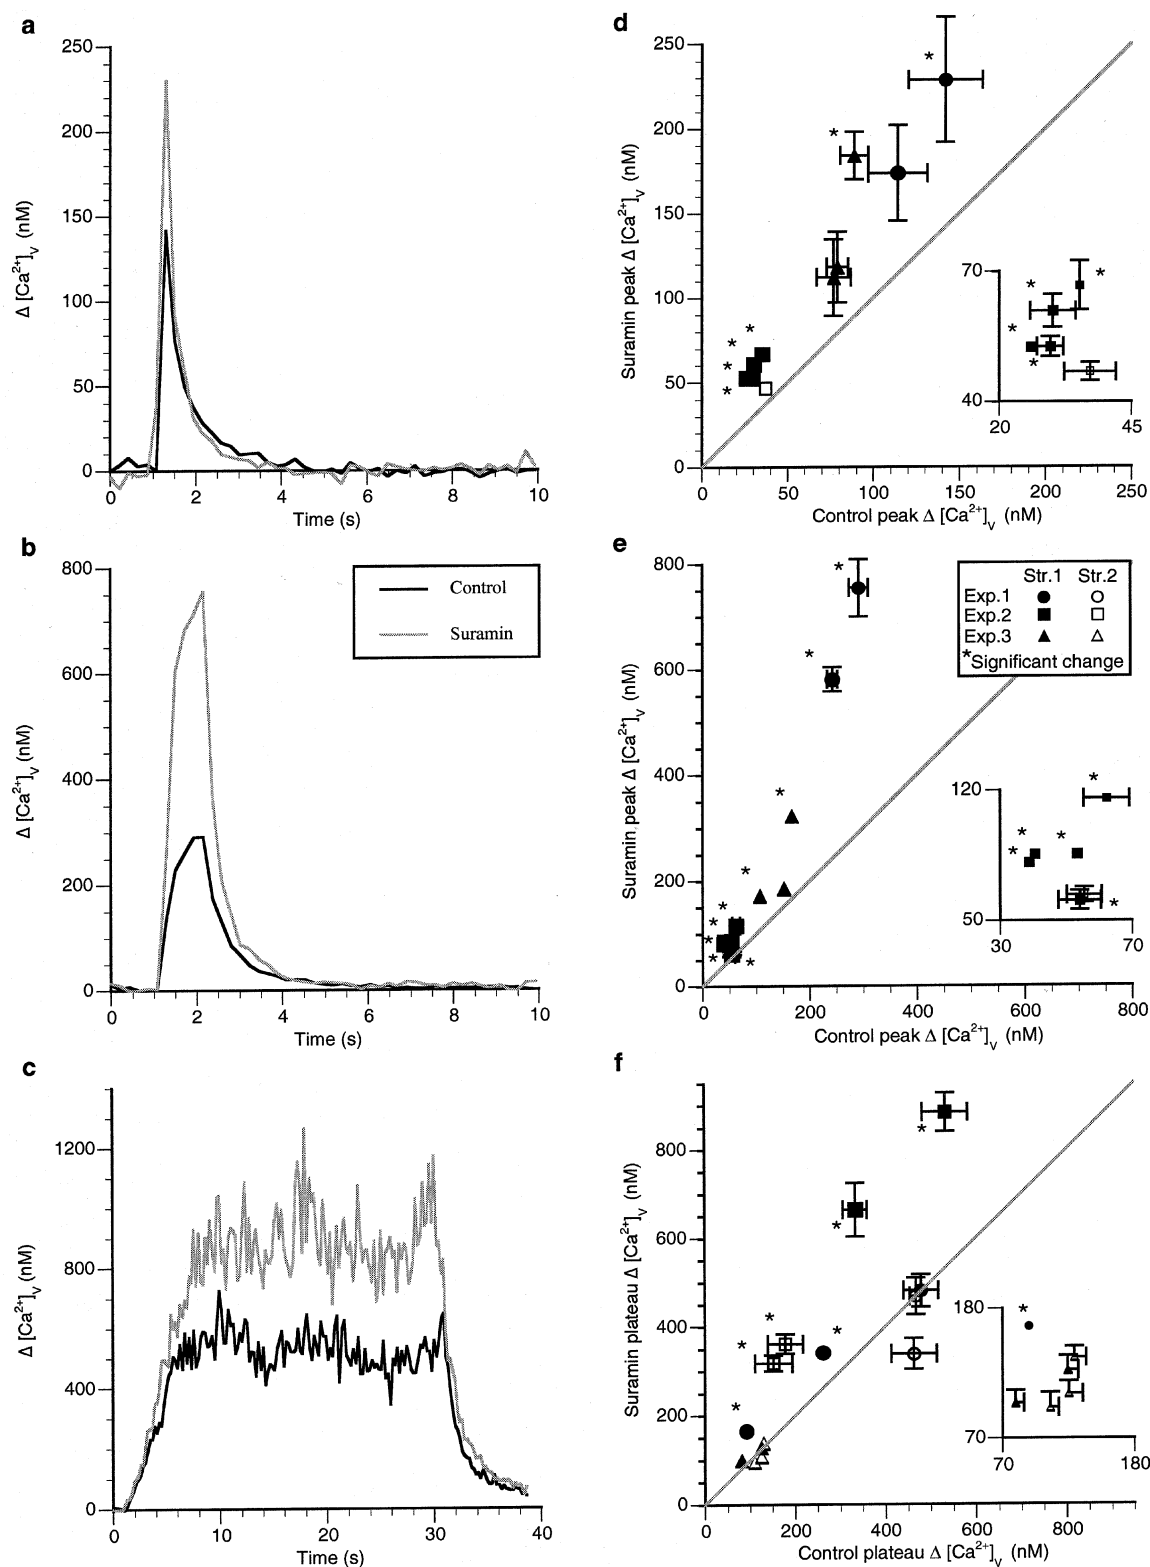 a
250
200
150
100
50
0
Δ [Ca²⁺]V (nM)
0 2 4 6 8 10
Time (s)
b
800
600
400
200
0
Δ [Ca²⁺]V (nM)
Control
Suramin
0 2 4 6 8 10
Time (s)
c
1200
800
400
0
Δ [Ca²⁺]V (nM)
0 10 20 30 40
Time (s)
d
250
200
150
100
50
0
Suramin peak Δ [Ca²⁺]V (nM)
*
*
*
*
*
*
70
40
20 45
*
*
*
*
0 50 100 150 200 250
Control peak Δ [Ca²⁺]V (nM)
e
800
600
400
200
0
Suramin peak Δ [Ca²⁺]V (nM)
Str.1 Str.2
Exp.1
Exp.2
Exp.3
*Significant change
*
*
*
*
*
*
*
*
*
120
50
30 70
*
*
*
*
*
0 200 400 600 800
Control peak Δ [Ca²⁺]V (nM)
f
800
600
400
200
0
Suramin plateau Δ [Ca²⁺]V (nM)
*
*
*
*
*
*
180
70
70 180
*
0 200 400 600 800
Control plateau Δ [Ca²⁺]V (nM)